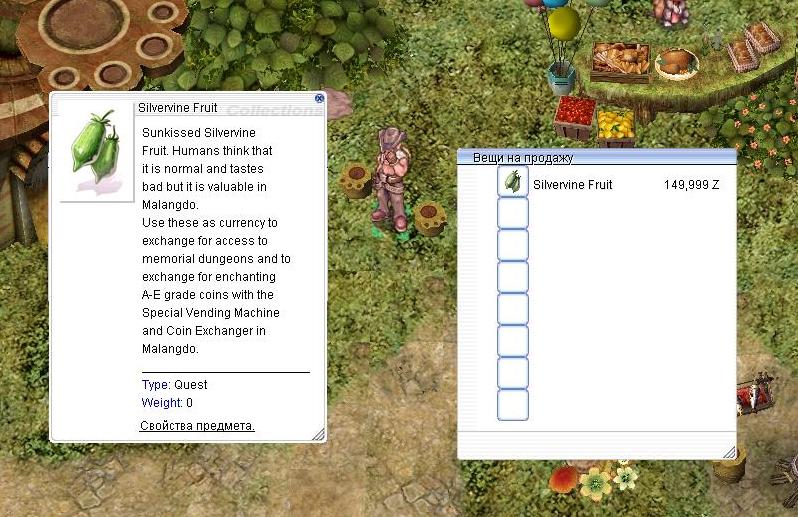 Silvervine Fruit
Collections
Sunkissed Silvervine
Fruit. Humans think that
it is normal and tastes
bad but it is valuable in
Malangdo.
Use these as currency to
exchange for access to
memorial dungeons and to
exchange for enchanting
A-E grade coins with the
Special Vending Machine
and Coin Exchanger in
Malangdo.
Type: Quest
Weight: 0
Свойства предмета.
Вещи на продажу
Silvervine Fruit 149,999 Z